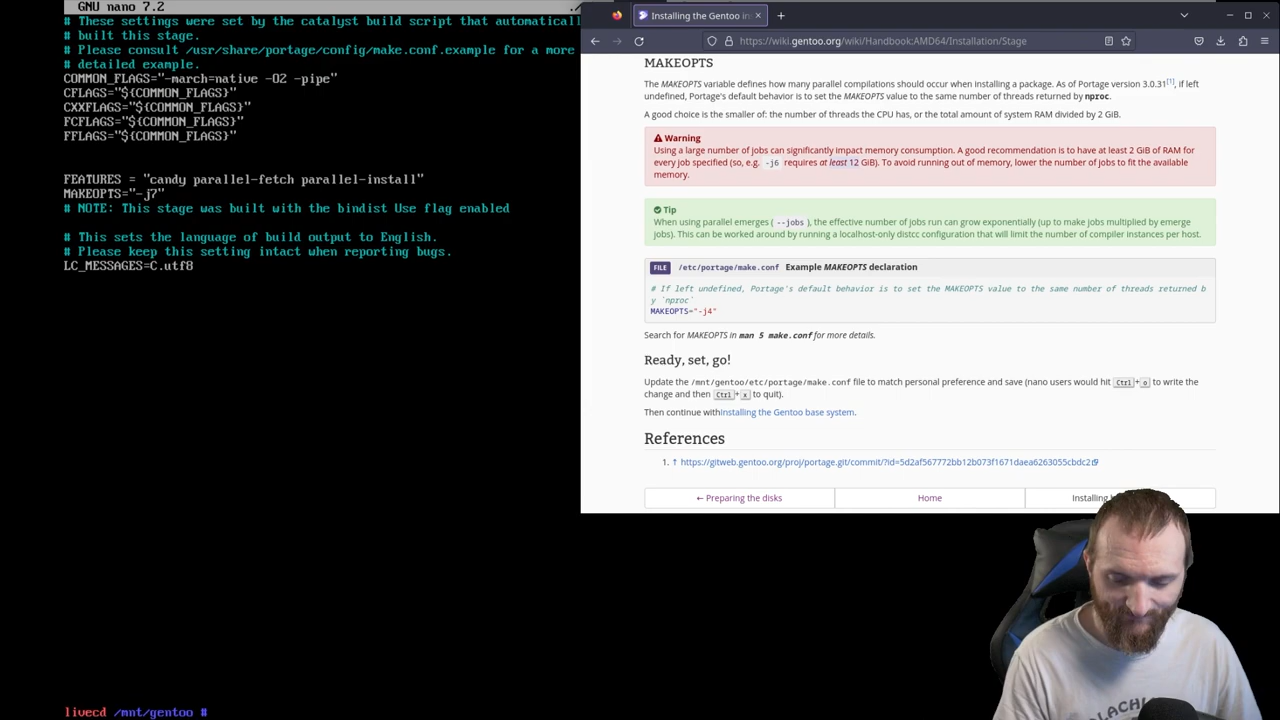 GNU nano 7.2
./
# These settings were set by the catalyst build script that automatically
# built this stage.
# Please consult /usr/share/portage/config/make.conf.example for a more
# detailed example.
COMMON_FLAGS="-march=native -O2 -pipe"
CFLAGS="${COMMON_FLAGS}"
CXXFLAGS="${COMMON_FLAGS}"
FCFLAGS="${COMMON_FLAGS}"
FFLAGS="${COMMON_FLAGS}"
FEATURES = "candy parallel-fetch parallel-install"
MAKEOPTS="-j7"
# NOTE: This stage was built with the bindist Use flag enabled
# This sets the language of build output to English.
# Please keep this setting intact when reporting bugs.
LC_MESSAGES=C.utf8
livecd /mnt/gentoo #
Installing the Gentoo in
https://wiki.gentoo.org/wiki/Handbook:AMD64/Installation/Stage
MAKEOPTS
The MAKEOPTS variable defines how many parallel compilations should occur when installing a package. As of Portage version 3.0.31[1], if left
undefined, Portage's default behavior is to set the MAKEOPTS value to the same number of threads returned by nproc.
A good choice is the smaller of: the number of threads the CPU has, or the total amount of system RAM divided by 2 GiB.
Warning
Using a large number of jobs can significantly impact memory consumption. A good recommendation is to have at least 2 GiB of RAM for
every job specified (so, e.g. -j6 requires at least 12 GiB). To avoid running out of memory, lower the number of jobs to fit the available
memory.
Tip
When using parallel emerges ( --jobs ), the effective number of jobs run can grow exponentially (up to make jobs multiplied by emerge
jobs). This can be worked around by running a localhost-only distcc configuration that will limit the number of compiler instances per host.
FILE /etc/portage/make.conf Example MAKEOPTS declaration
# If left undefined, Portage's default behavior is to set the MAKEOPTS value to the same number of threads returned b
y `nproc`
MAKEOPTS="-j4"
Search for MAKEOPTS in man 5 make.conf for more details.
Ready, set, go!
Update the /mnt/gentoo/etc/portage/make.conf file to match personal preference and save (nano users would hit Ctrl+o to write the
change and then Ctrl+x to quit).
Then continue withinstalling the Gentoo base system.
References
1. ↑ https://gitweb.gentoo.org/proj/portage.git/commit/?id=5d2af567772bb12b073f1671daea6263055cbdc2
← Preparing the disks
Home
Installing